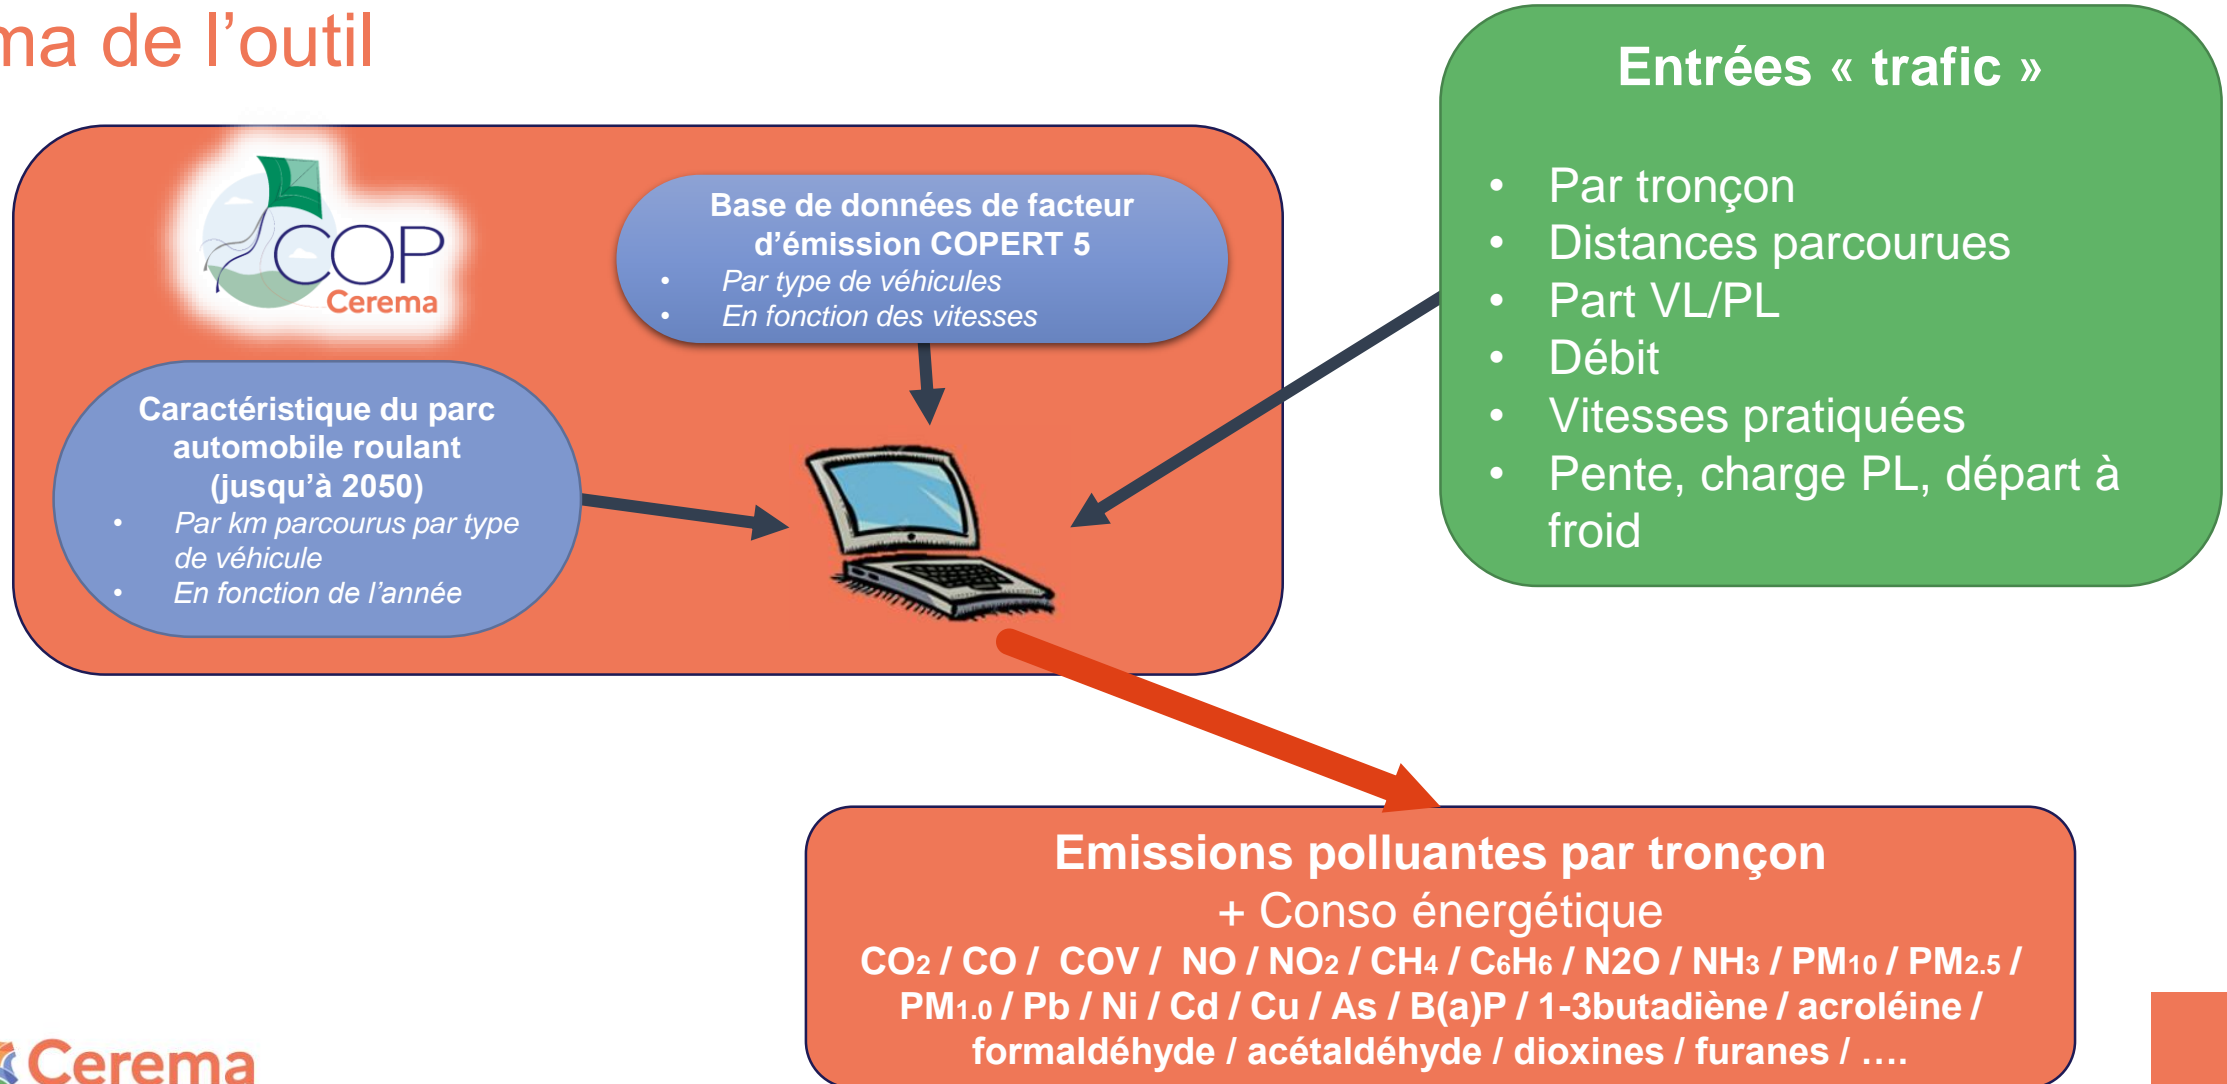 ma de l’outil
COP
Cerema
Base de données de facteur
d’émission COPERT 5
• Par type de véhicules
• En fonction des vitesses
Caractéristique du parc
automobile roulant
(jusqu’à 2050)
• Par km parcourus par type
de véhicule
• En fonction de l’année
Entrées « trafic »
• Par tronçon
• Distances parcourues
• Part VL/PL
• Débit
• Vitesses pratiquées
• Pente, charge PL, départ à
froid
Emissions polluantes par tronçon
+ Conso énergétique
CO2 / CO / COV / NO / NO2 / CH4 / C6H6 / N2O / NH3 / PM10 / PM2.5 /
PM1.0 / Pb / Ni / Cd / Cu / As / B(a)P / 1-3butadiène / acroléine /
formaldéhyde / acétaldéhyde / dioxines / furanes / ….
Cerema